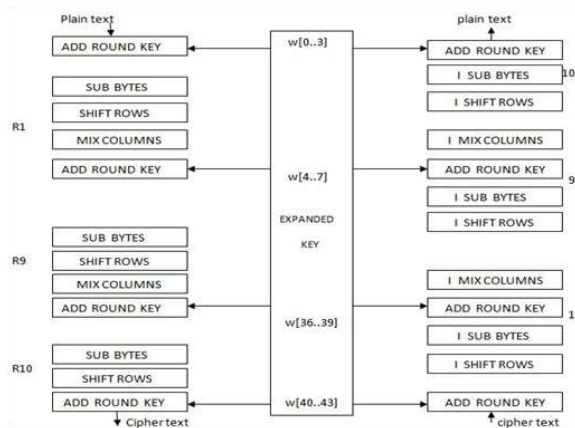 Plain text
ADD ROUND KEY
SUB BYTES
SHIFT ROWS
R1
MIX COLUMNS
ADD ROUND KEY
SUB BYTES
R9
SHIFT ROWS
MIX COLUMNS
ADD ROUND KEY
SUB BYTES
R10
SHIFT ROWS
ADD ROUND KEY
Cipher text
w[0..3]
w[4..7]
EXPANDED
KEY
w[36..39]
w[40..43]
plain text
ADD ROUND KEY
I SUB BYTES
10
I SHIFT ROWS
I MIX COLUMNS
ADD ROUND KEY
9
I SUB BYTES
I SHIFT ROWS
I MIX COLUMNS
ADD ROUND KEY
1
I SUB BYTES
I SHIFT ROWS
ADD ROUND KEY
cipher text